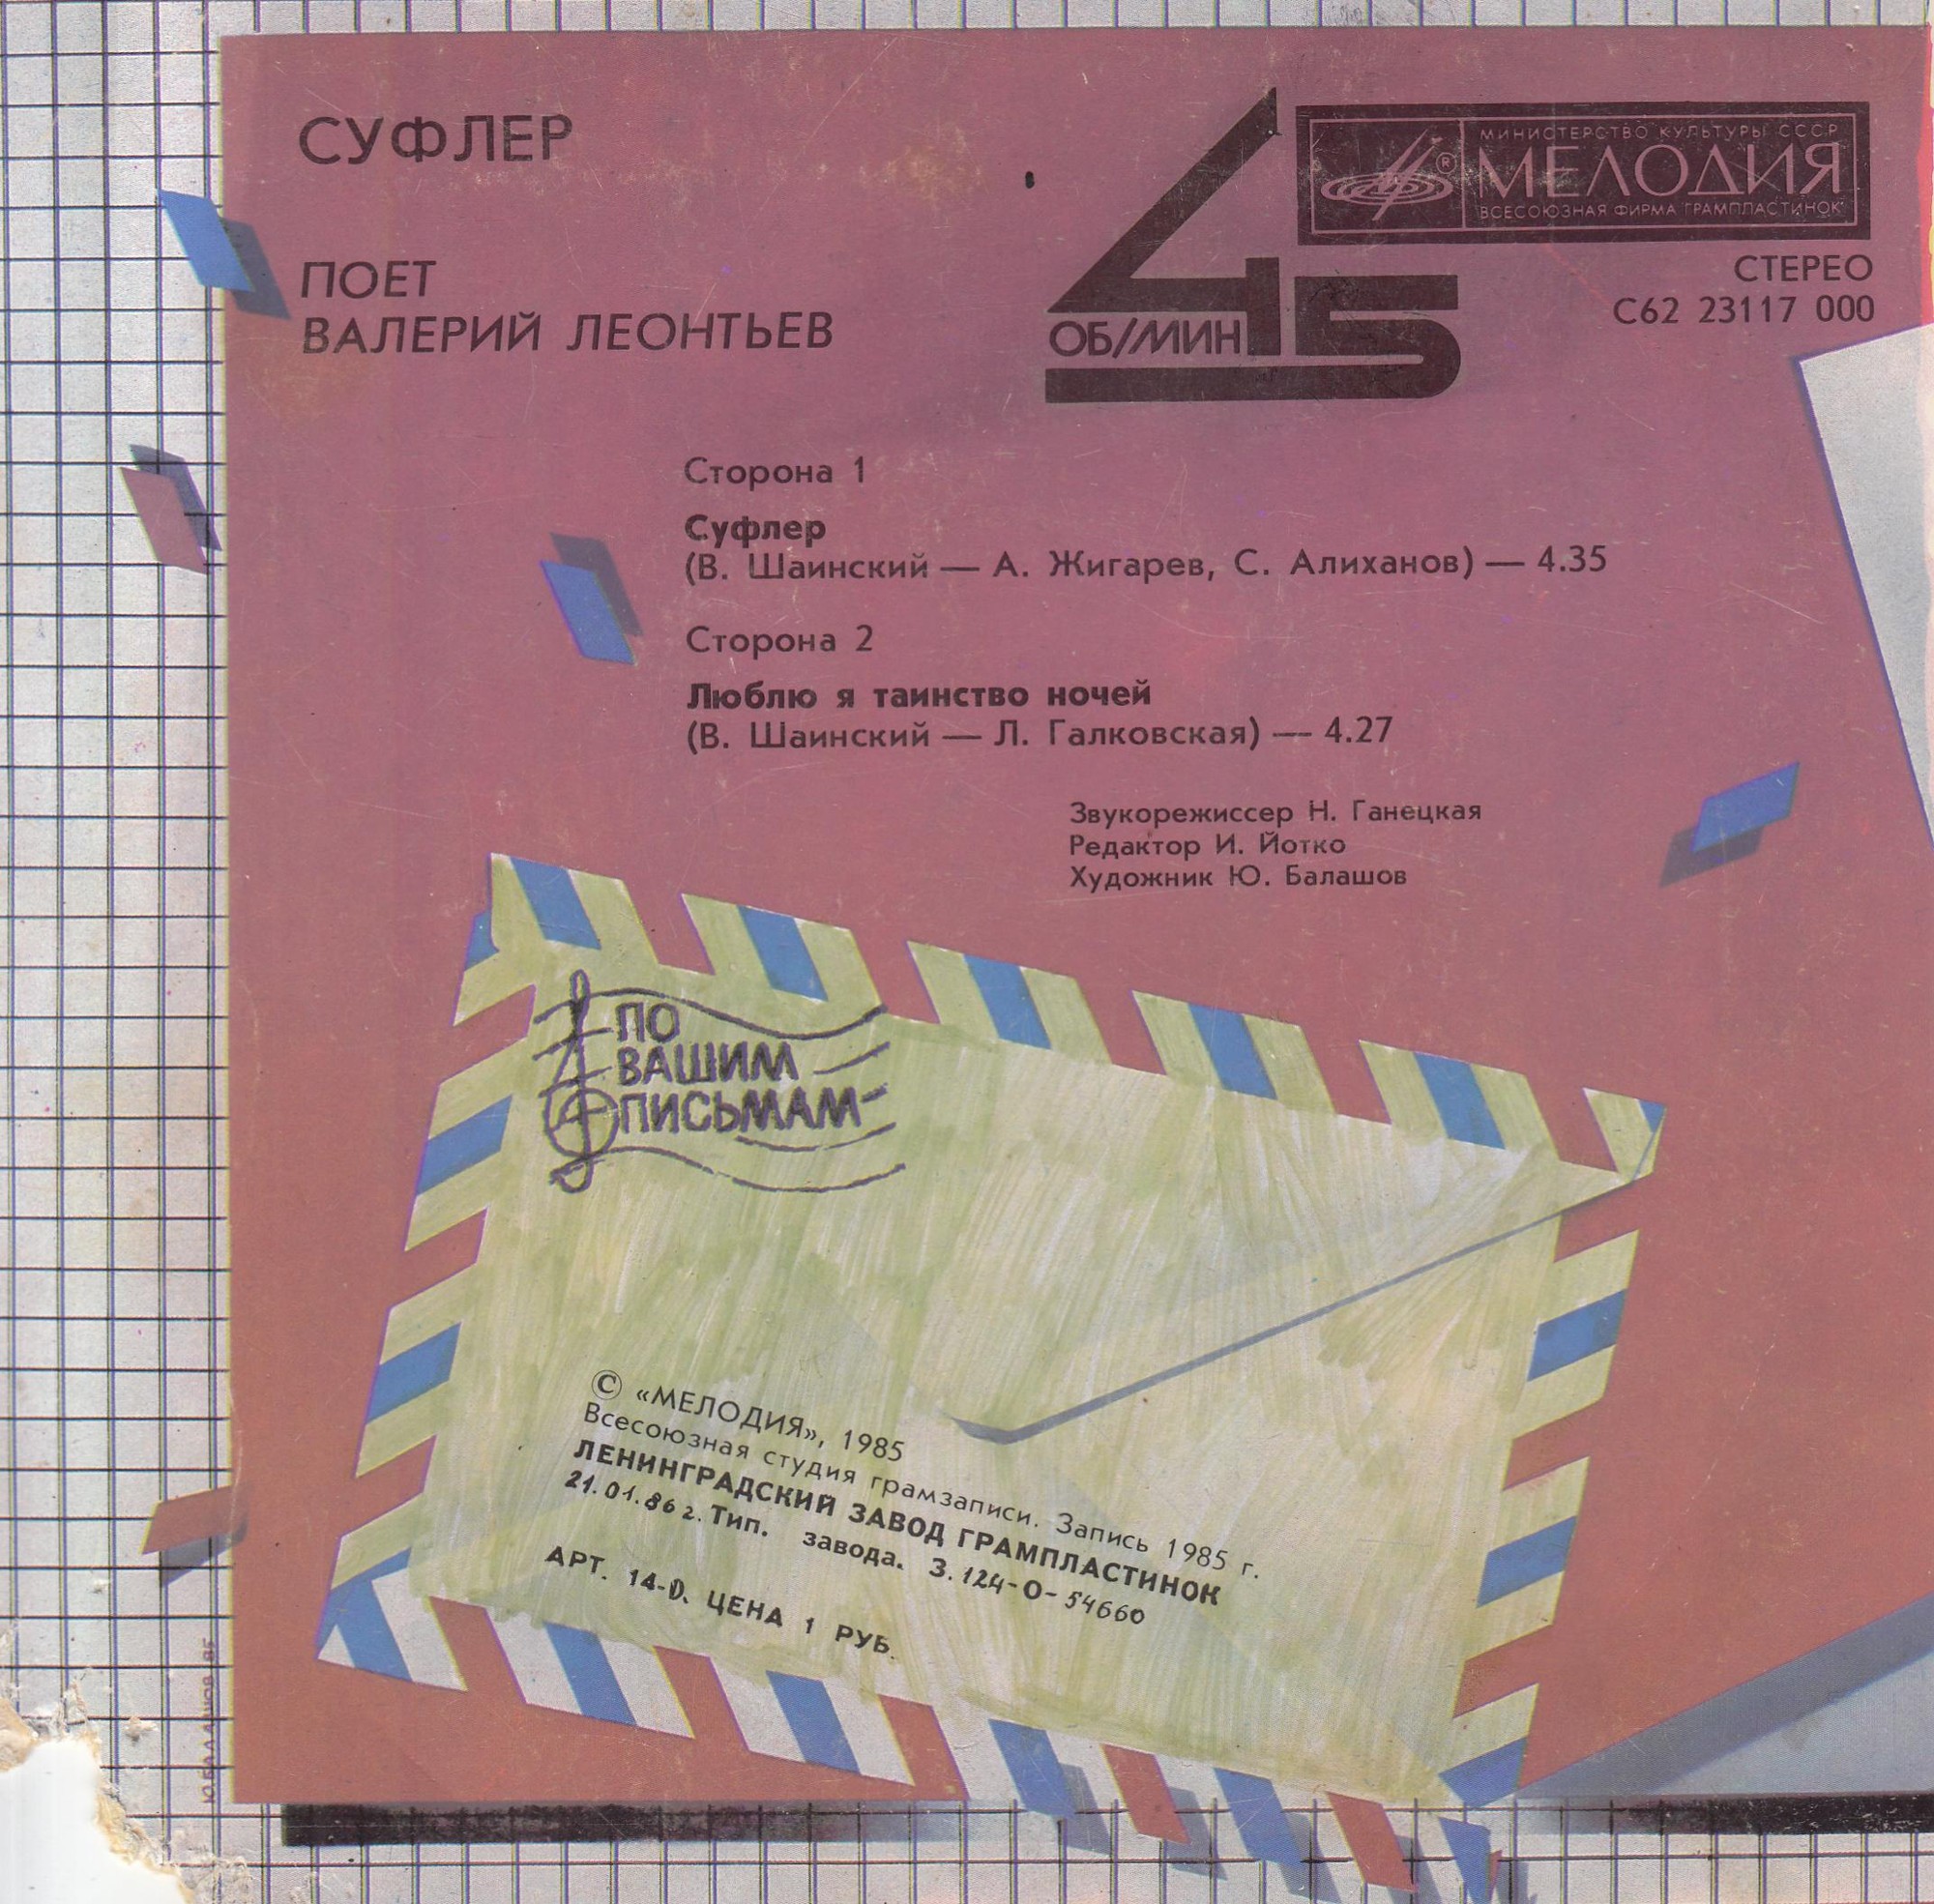 СУФЛЕР
ПОЕТ
ВАЛЕРИЙ ЛЕОНТЬЕВ
45
ОБ/МИН
МИНИСТЕРСТВО КУЛЬТУРЫ СССР
® МЕЛОДИЯ
ВСЕСОЮЗНАЯ ФИРМА ГРАМПЛАСТИНОК
СТЕРЕО
С62 23117 000
Сторона 1
Суфлер
(В. Шаинский — А. Жигарев, С. Алиханов) — 4.35
Сторона 2
Люблю я таинство ночей
(В. Шаинский — Л. Галковская) — 4.27
Звукорежиссер Н. Ганецкая
Редактор И. Йотко
Художник Ю. Балашов
ПО
ВАШИМ
ПИСЬМАМ-
© «МЕЛОДИЯ», 1985
Всесоюзная студия грамзаписи. Запись 1985 г.
ЛЕНИНГРАДСКИЙ ЗАВОД ГРАМПЛАСТИНОК
21.01.86 г. Тип. завода. З. 124-О-54660
АРТ. 14-D. ЦЕНА 1 РУБ.
Ю.БАЛАШОВ 85